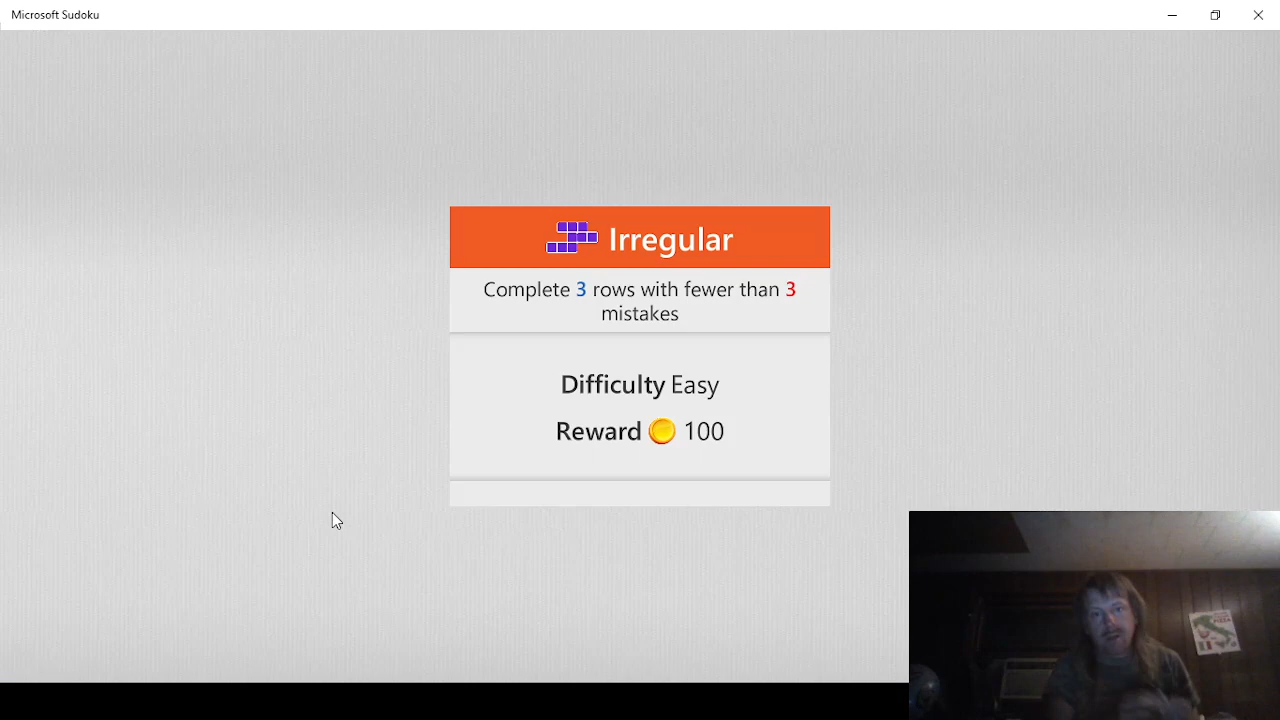 Microsoft Sudoku
Irregular
Complete 3 rows with fewer than 3
mistakes
Difficulty Easy
Reward 100